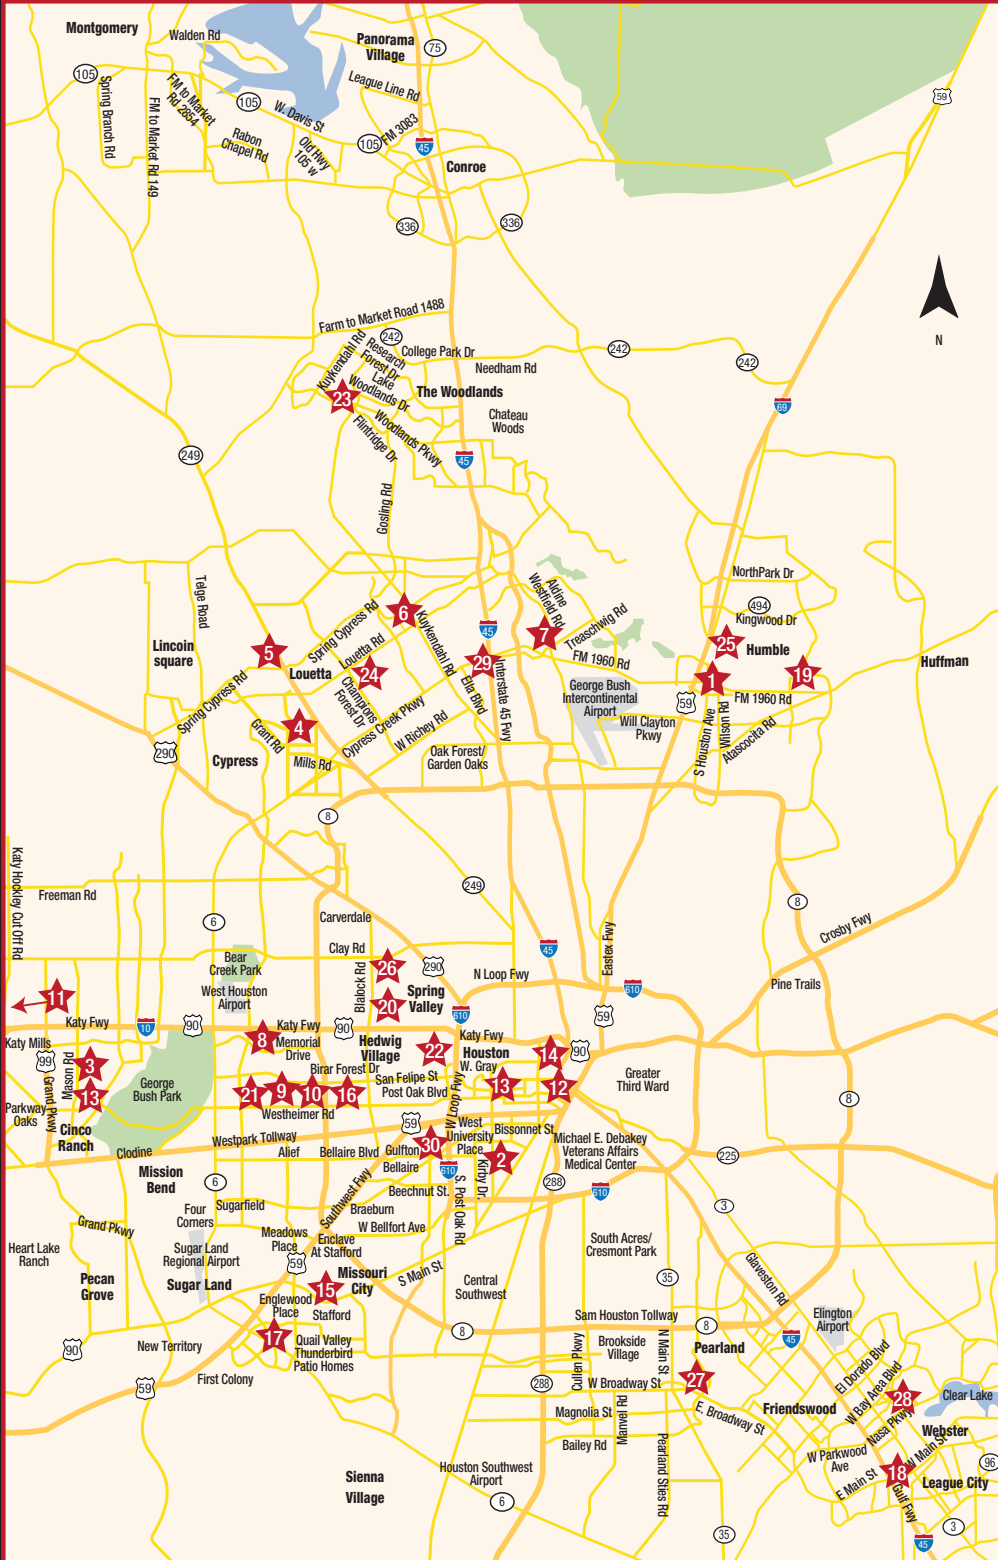 Montgomery
Walden Rd
Panorama
Village
75
105
League Line Rd
Spring Branch Rd
FM to Market Rd 149
FM to Market
Rd 2854
105
W. Davis St
59
Rabon
Chapel Rd
Old Hwy
105 w
105
FM 3083
45
Conroe
336
336
N
Farm to Market Road 1488
242
Kuykendahl Rd
Research
Forest Dr
College Park Dr
242
242
Needham Rd
Lake
Woodlands Dr
The Woodlands
23
69
Chateau
Woods
Woodlands Pkwy
Flintridge Dr
249
45
Gosling Rd
Telge Road
NorthPark Dr
494
Kingwood Dr
Aldine
Westfield Rd
6
Spring Cypress Rd
Kuykendahl Rd
45
7
Treaschwig Rd
25
Humble
Lincoin
square
5
Louetta Rd
Louetta
24
29
FM 1960 Rd
1
19
Huffman
Spring Cypress Rd
Champions
Forest Dr
Ella Blvd
Interstate 45 Fwy
George Bush
Intercontinental
Airport
59
FM 1960 Rd
Will Clayton
Pkwy
S Houston Ave
Wilson Rd
Atascocita Rd
4
Grant Rd
Cypress Creek Pkwy
W Richey Rd
290
Cypress
Mills Rd
Oak Forest/
Garden Oaks
8
Katy Hockley Cut Off Rd
Freeman Rd
249
6
8
Carverdale
Crosby Fwy
Clay Rd
45
Eastex Fwy
Bear
Creek Park
26
290
N Loop Fwy
610
Pine Trails
Blalock Rd
11
West Houston
Airport
20
Spring
Valley
610
59
Katy Fwy
10
90
Katy Fwy
90
Katy Fwy
Katy Mills
8
Memorial
Drive
Hedwig
Village
22
Houston
14
90
99
Mason Rd
3
Birar Forest Dr
W. Gray
Greater
Third Ward
George
Bush Park
San Felipe St
Post Oak Blvd
13
12
Grand Pkwy
13
21
9
10
16
8
Parkway
Oaks
Westheimer Rd
W Loop Fwy
59
West
University
Place
Cinco
Ranch
Westpark Tollway
Bissonnet St
Clodine
Alief
Bellaire Blvd
Gulfton
30
Michael E. Debakey
Veterans Affairs
Medical Center
225
Bellaire
2
Mission
Bend
610
Kirby Dr.
288
610
6
Beechnut St.
Southwest Fwy
Sugarfield
Braeburn
S. Post Oak Rd
3
Four
Corners
W Bellfort Ave
Grand Pkwy
Meadows
Place
Enclave
At Stafford
Heart Lake
Ranch
Sugar Land
Regional Airport
59
South Acres/
Cresmont Park
Glaveston Rd
Pecan
Grove
Sugar Land
Missouri
City
15
S Main St
Central
Southwest
35
Englewood
Place
Stafford
Sam Houston Tollway
Elington
Airport
17
8
8
90
New Territory
Quail Valley
Thunderbird
Patio Homes
Brookside
Village
Pearland
45
Cullen Pkwy
N Main St
First Colony
59
288
W Broadway St
27
El Dorado Blvd
W Bay Area Blvd
28
Clear Lake
Magnolia St
Manvel Rd
E. Broadway St
Friendswood
Nasa Pkwy
Webster
Bailey Rd
W Parkwood
Ave
W Main St
Sienna
Village
Houston Southwest
Airport
Pearland Sties Rd
18
E Main St
League City
96
6
Gulf Fwy
35
3
45